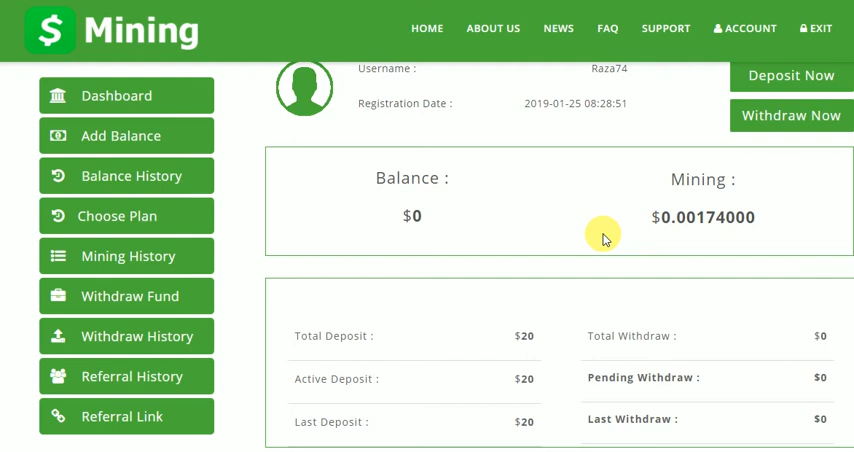 $ Mining
HOME ABOUT US NEWS FAQ SUPPORT ACCOUNT EXIT
Dashboard
Add Balance
Balance History
Choose Plan
Mining History
Withdraw Fund
Withdraw History
Referral History
Referral Link
Username : Raza74
Registration Date : 2019-01-25 08:28:51
Deposit Now
Withdraw Now
Balance :
$0
Mining :
$0.00174000
Total Deposit : $20
Active Deposit : $20
Last Deposit : $20
Total Withdraw : $0
Pending Withdraw : $0
Last Withdraw : $0